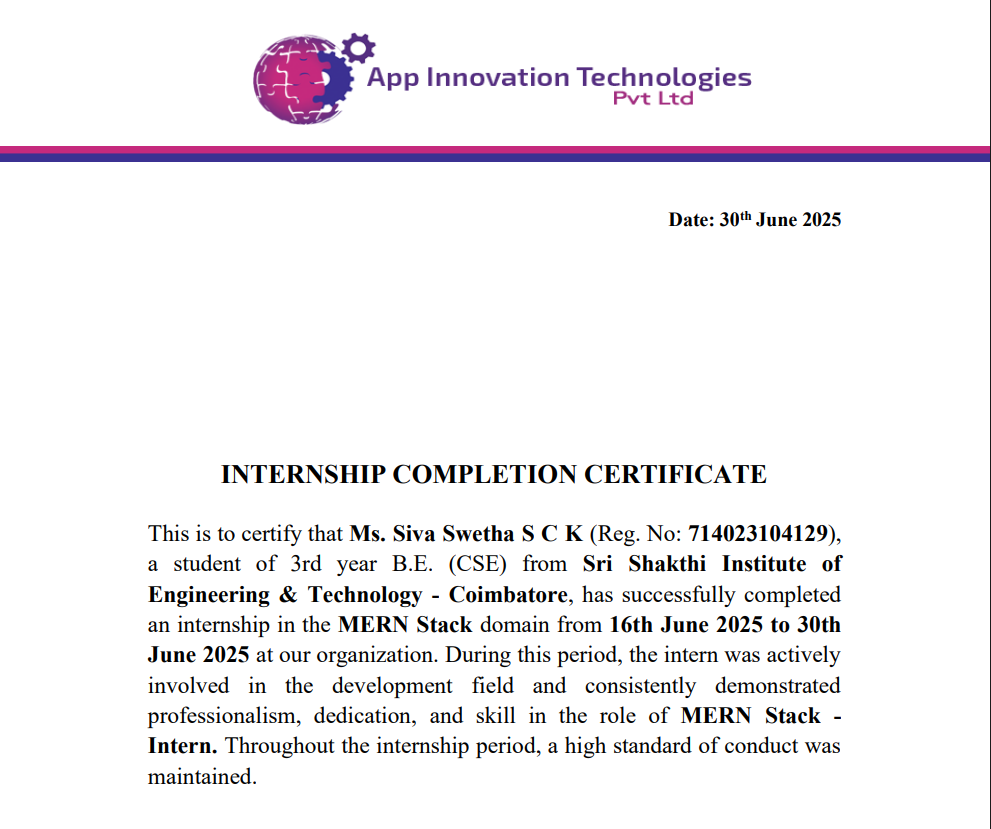 App Innovation Technologies
Pvt Ltd
Date: 30th June 2025
INTERNSHIP COMPLETION CERTIFICATE
This is to certify that Ms. Siva Swetha S C K (Reg. No: 714023104129),
a student of 3rd year B.E. (CSE) from Sri Shakthi Institute of
Engineering & Technology - Coimbatore, has successfully completed
an internship in the MERN Stack domain from 16th June 2025 to 30th
June 2025 at our organization. During this period, the intern was actively
involved in the development field and consistently demonstrated
professionalism, dedication, and skill in the role of MERN Stack -
Intern. Throughout the internship period, a high standard of conduct was
maintained.